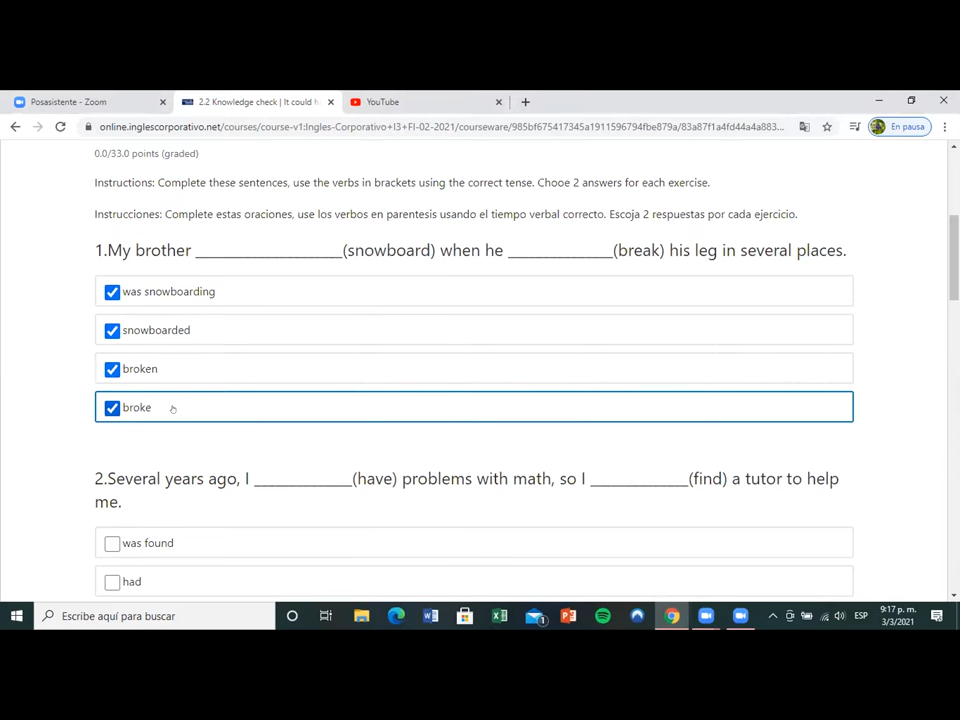 Posasistente - Zoom
2.2 Knowledge check | It could h
YouTube
online.inglescorporativo.net/courses/course-v1:Ingles-Corporativo+I3+FI-02-2021/courseware/985bf675417345a1911596794fbe879a/83a87f1a4fd44a4a883...
En pausa
0.0/33.0 points (graded)
Instructions: Complete these sentences, use the verbs in brackets using the correct tense. Chooe 2 answers for each exercise.
Instrucciones: Complete estas oraciones, use los verbos en parentesis usando el tiempo verbal correcto. Escoja 2 respuestas por cada ejercicio.
1.My brother ____________________(snowboard) when he ______________(break) his leg in several places.
was snowboarding
snowboarded
broken
broke
2.Several years ago, I _____________(have) problems with math, so I _____________(find) a tutor to help
me.
was found
had
Escribe aquí para buscar
1
ESP
9:17 p. m.
3/3/2021